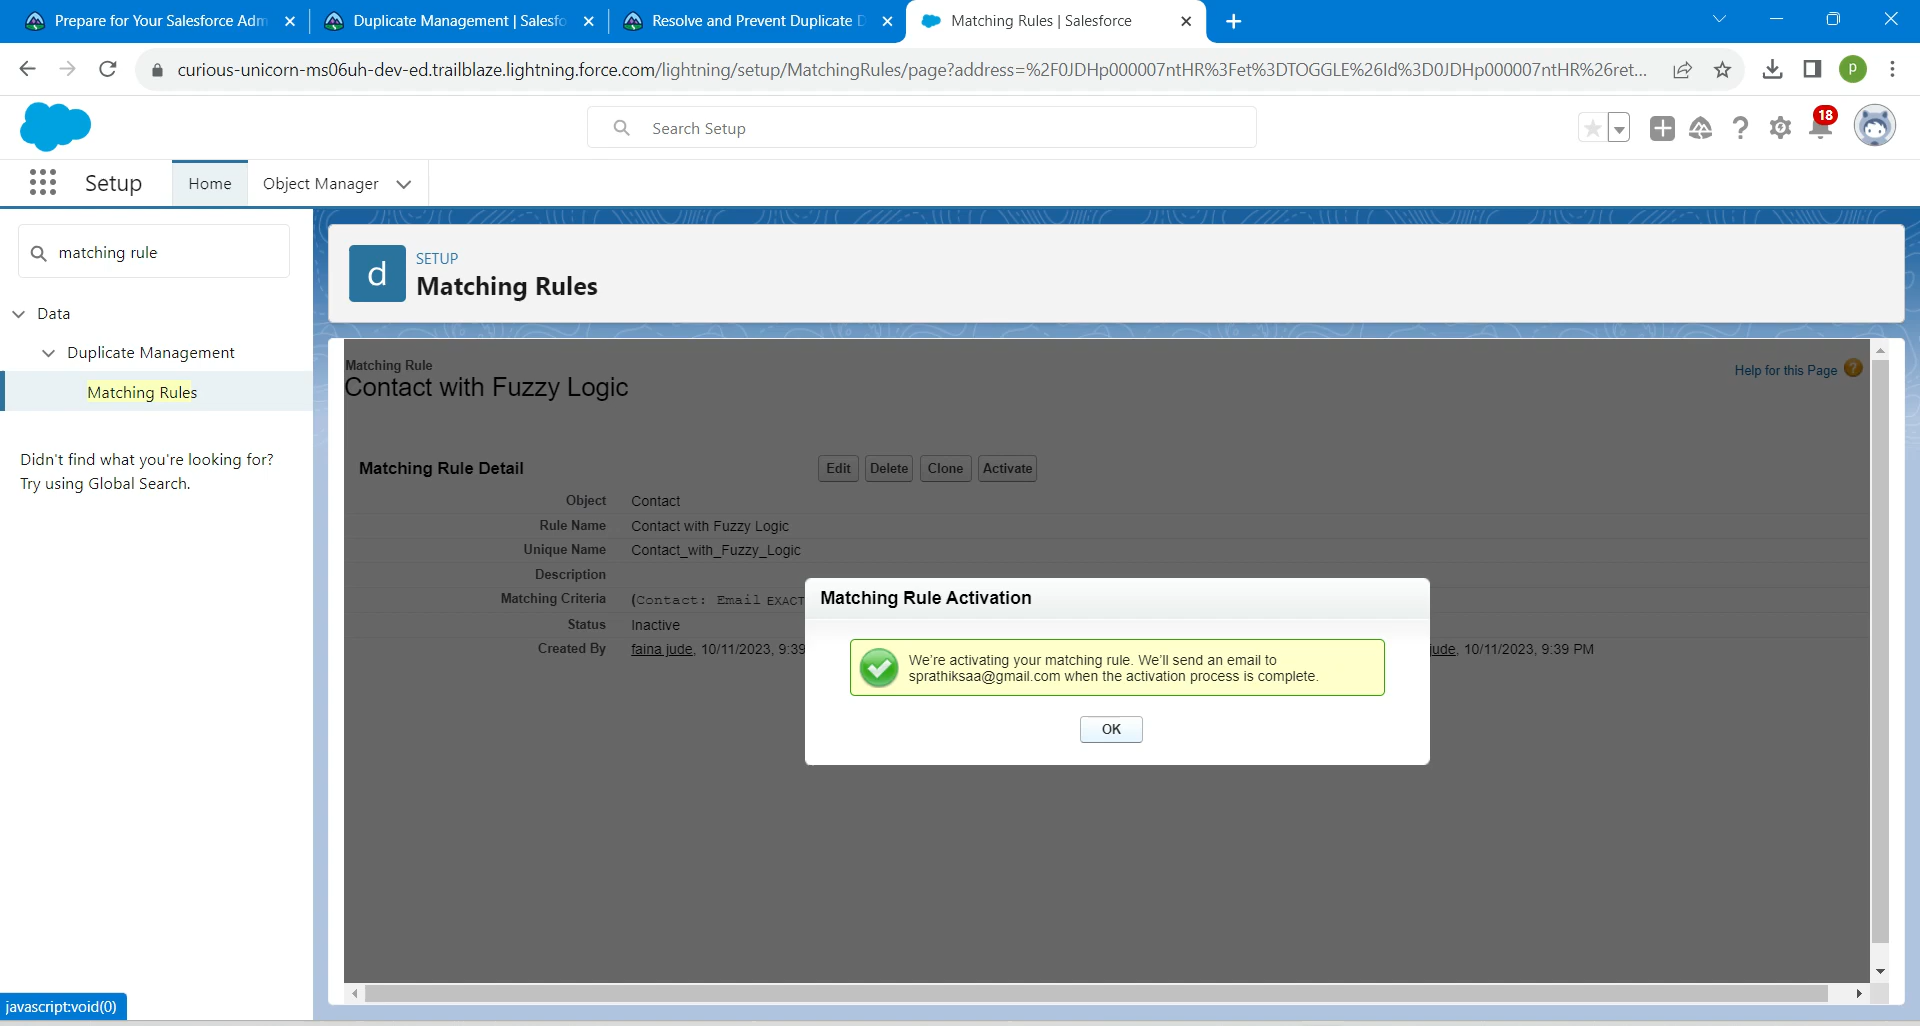 Prepare for Your Salesforce Adm
Duplicate Management | Salesfo
Resolve and Prevent Duplicate D
Matching Rules | Salesforce
curious-unicorn-ms06uh-dev-ed.trailblaze.lightning.force.com/lightning/setup/MatchingRules/page?address=%2F0JDHp000007ntHR%3Fet%3DTOGGLE%26Id%3D0JDHp000007ntHR%26ret...
P
Search Setup
18
Setup
Home
Object Manager
matching rule
Data
Duplicate Management
Matching Rules
Didn't find what you're looking for?
Try using Global Search.
d
SETUP
Matching Rules
Matching Rule
Contact with Fuzzy Logic
Help for this Page ?
Matching Rule Detail
Edit Delete Clone Activate
Object Contact
Rule Name Contact with Fuzzy Logic
Unique Name Contact_with_Fuzzy_Logic
Description
Matching Criteria (Contact: Email EXACT
Status Inactive
Created By faina jude, 10/11/2023, 9:39
jude, 10/11/2023, 9:39 PM
Matching Rule Activation
We're activating your matching rule. We'll send an email to
sprathiksaa@gmail.com when the activation process is complete.
OK
javascript:void(0)